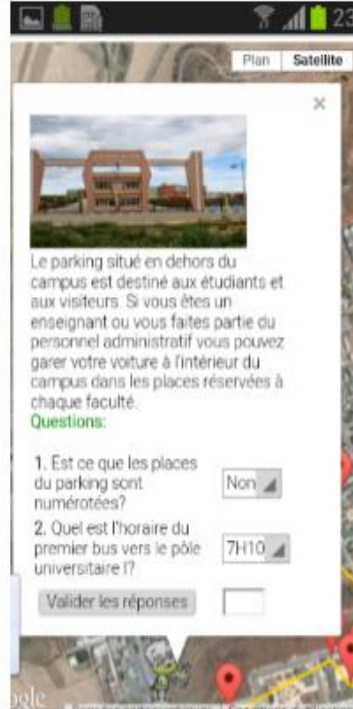 23
Plan Satellite
×
Le parking situé en dehors du
campus est destiné aux étudiants et
aux visiteurs. Si vous êtes un
enseignant ou vous faites partie du
personnel administratif vous pouvez
garer votre voiture à l'intérieur du
campus dans les places réservées à
chaque faculté.
Questions:
1. Est ce que les places
du parking sont
numérotées?
Non
2. Quel est l'horaire du
premier bus vers le pôle
universitaire I?
7H10
Valider les réponses
ogle